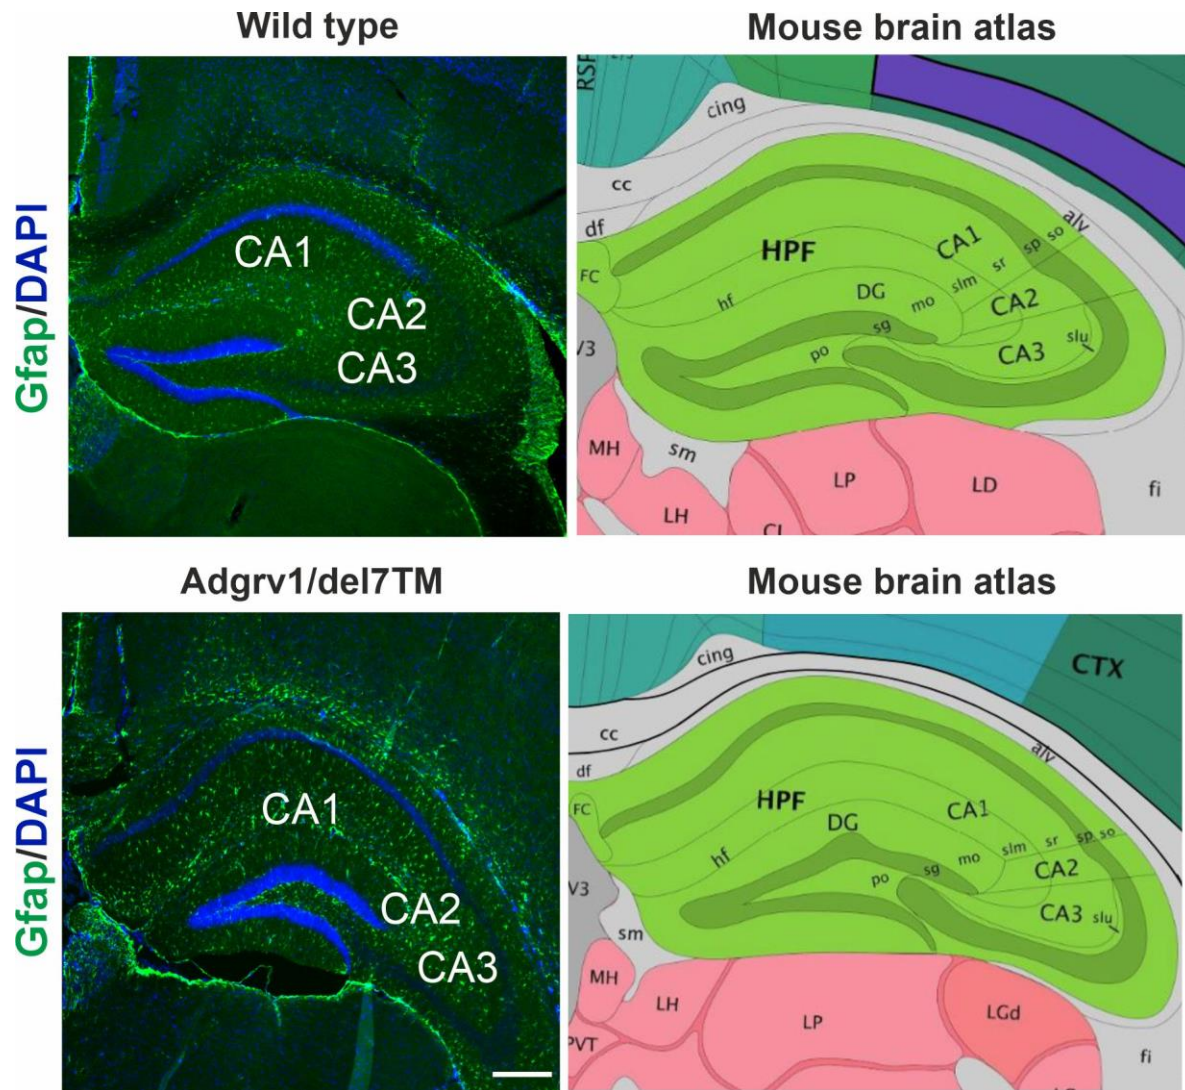 Wild type
Mouse brain atlas
Gfap/DAPI
CA1
CA2
CA3
cing
cc
df
FC
V3
HPF
hf
DG
mo
slm
sr
sp
so
alv
CA1
CA2
CA3
slu
sg
po
sm
MH
LH
LP
LD
fi
Adgrv1/del7TM
Mouse brain atlas
Gfap/DAPI
CA1
CA2
CA3
cing
CTX
cc
df
FC
V3
HPF
hf
DG
CA1
mo
slm
sr
sp
so
alv
CA2
CA3
slu
sg
po
sm
MH
LH
PVT
LP
LGd
fi